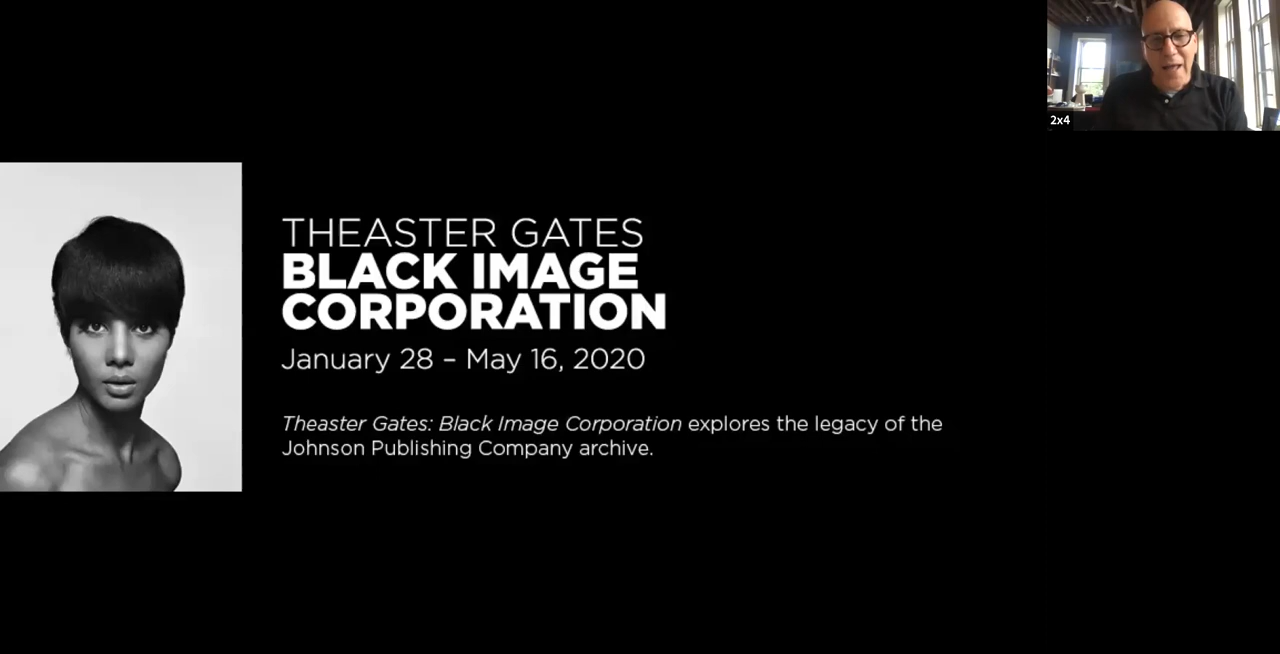 2x4
THEASTER GATES
BLACK IMAGE
CORPORATION
January 28 – May 16, 2020
Theaster Gates: Black Image Corporation explores the legacy of the
Johnson Publishing Company archive.